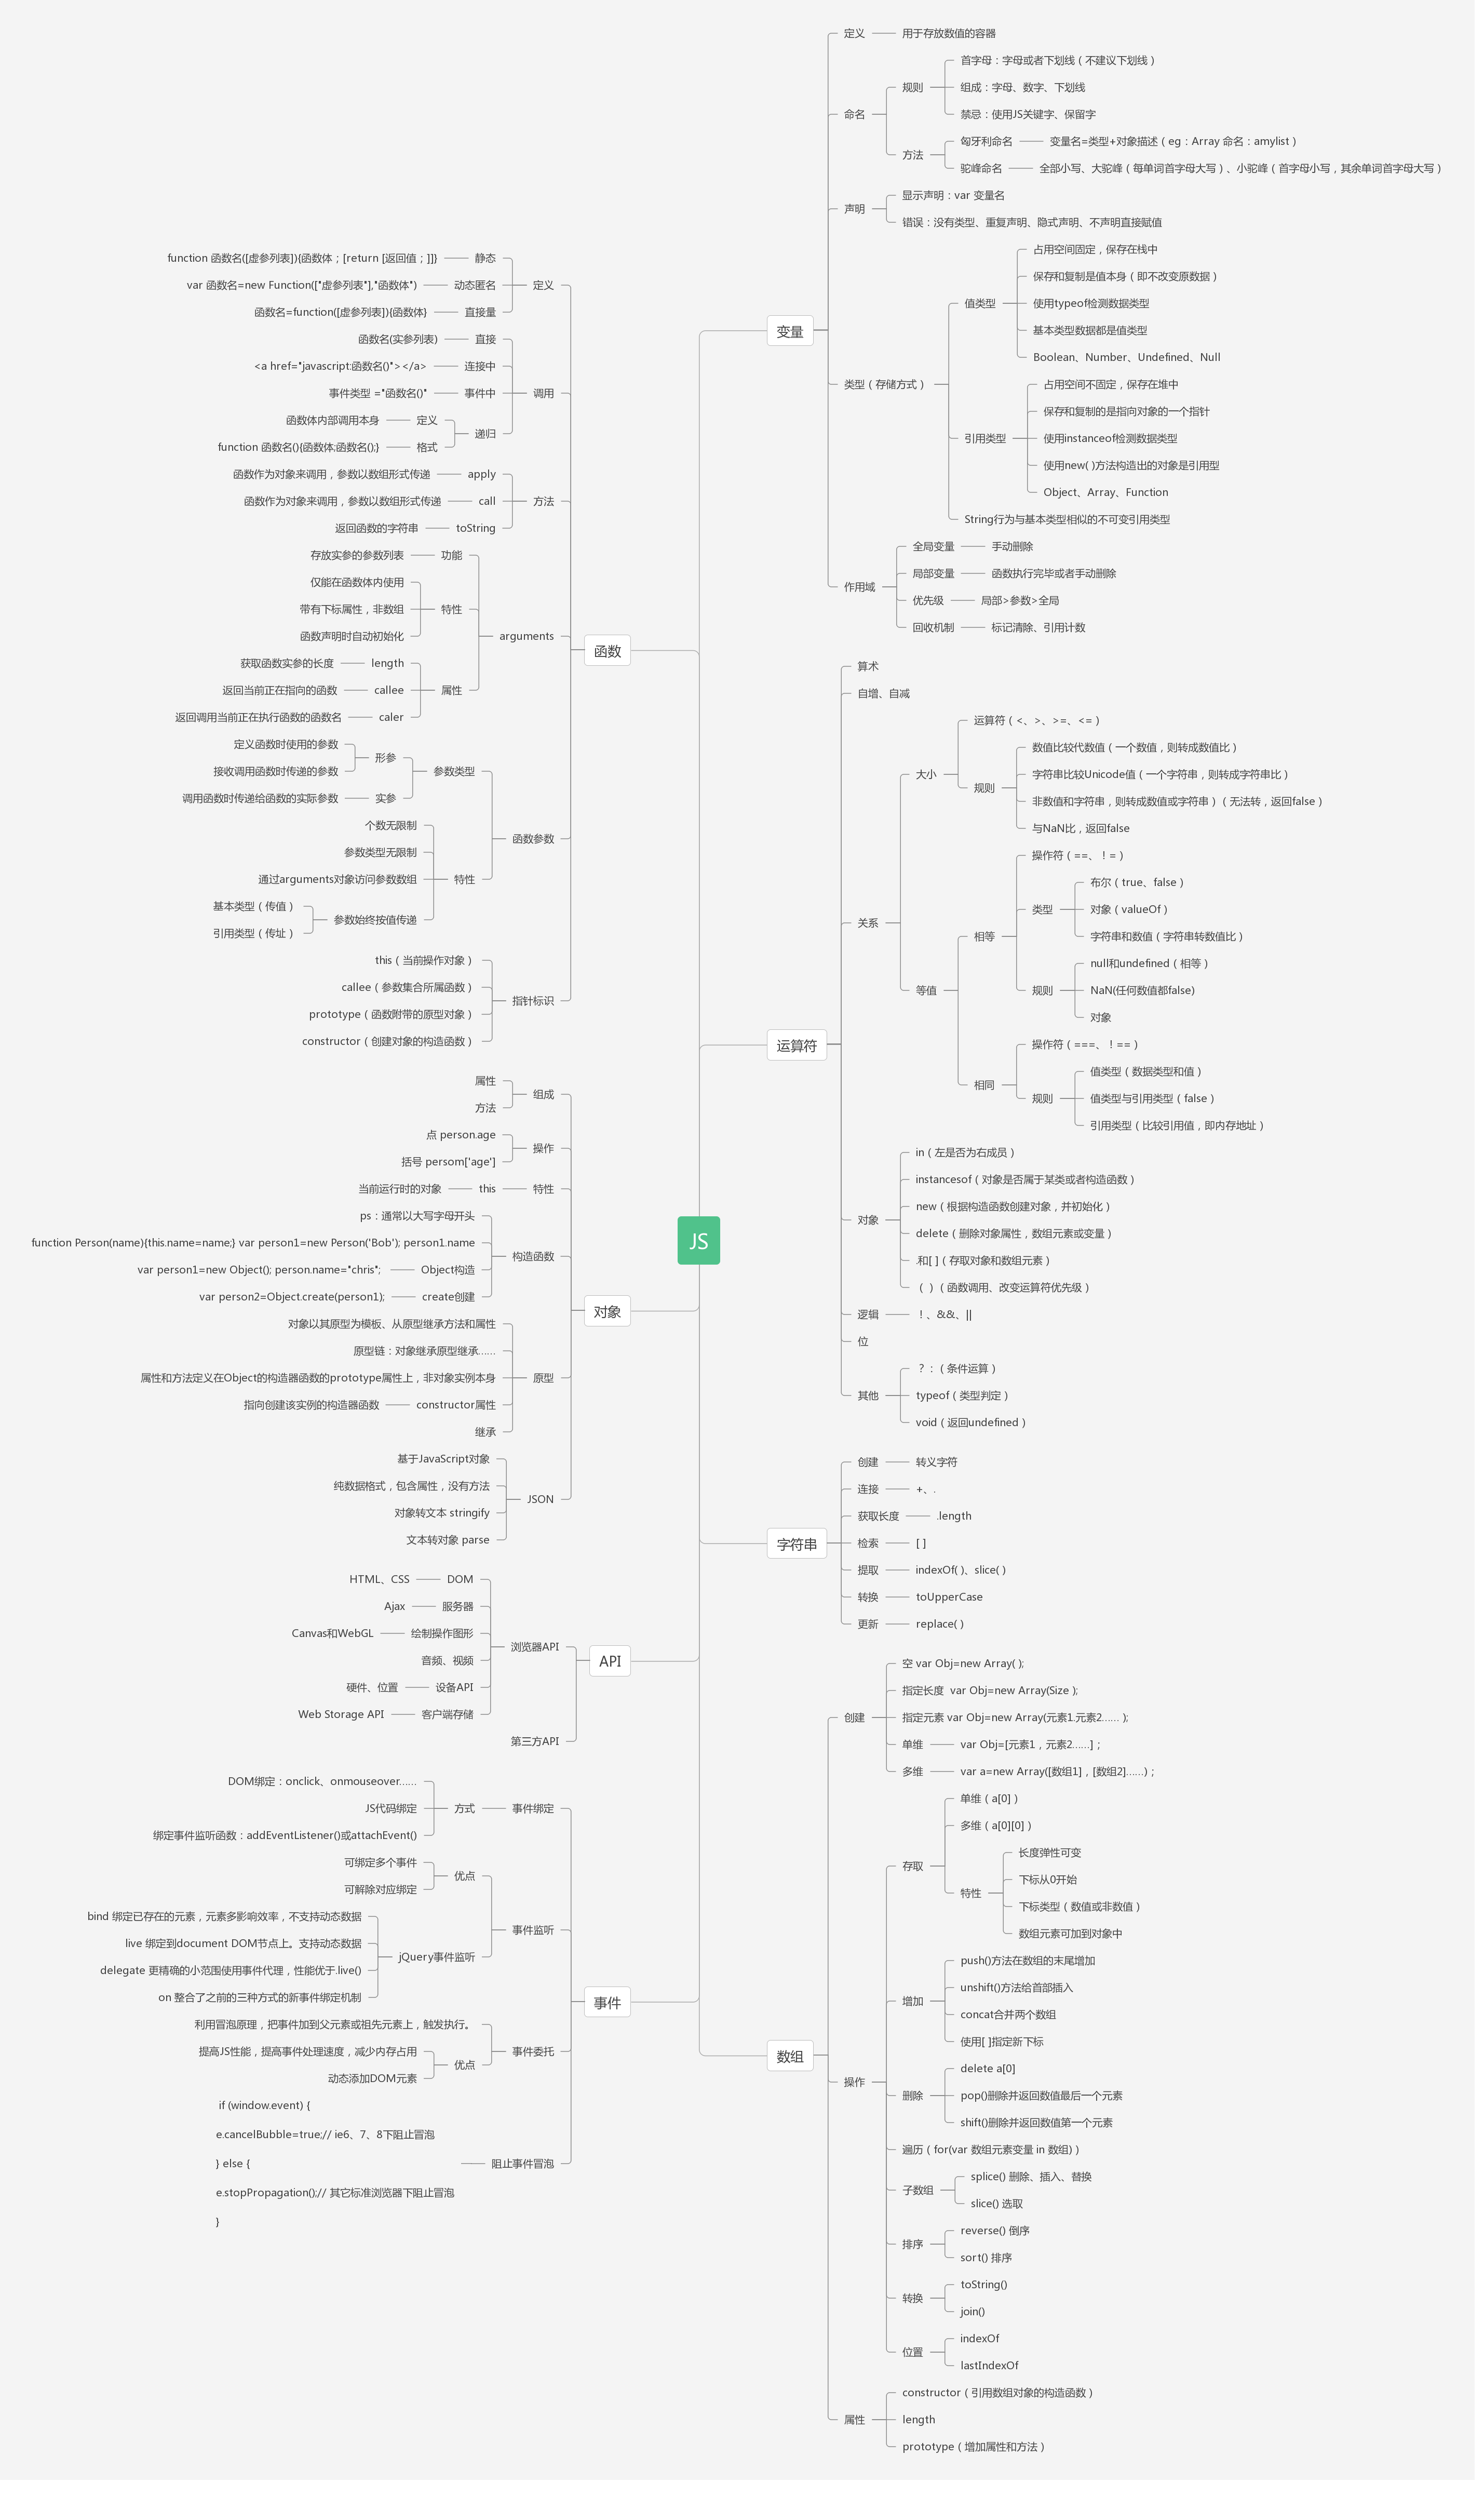 JS
变量
定义
用于存放数值的容器
命名
规则
首字母：字母或者下划线（不建议下划线）
组成：字母、数字、下划线
禁忌：使用JS关键字、保留字
方法
匈牙利命名
变量名=类型+对象描述（eg：Array 命名：amylist）
驼峰命名
全部小写、大驼峰（每单词首字母大写）、小驼峰（首字母小写，其余单词首字母大写）
声明
显示声明：var 变量名
错误：没有类型、重复声明、隐式声明、不声明直接赋值
类型（存储方式）
值类型
占用空间固定，保存在栈中
保存和复制是值本身（即不改变原数据）
使用typeof检测数据类型
基本类型数据都是值类型
Boolean、Number、Undefined、Null
引用类型
占用空间不固定，保存在堆中
保存和复制的是指向对象的一个指针
使用instanceof检测数据类型
使用new( )方法构造出的对象是引用型
Object、Array、Function
String行为与基本类型相似的不可变引用类型
作用域
全局变量
手动删除
局部变量
函数执行完毕或者手动删除
优先级
局部>参数>全局
回收机制
标记清除、引用计数
运算符
算术
自增、自减
关系
大小
运算符（<、>、>=、<=）
规则
数值比较代数值（一个数值，则转成数值比）
字符串比较Unicode值（一个字符串，则转成字符串比）
非数值和字符串，则转成数值或字符串）（无法转，返回false）
与NaN比，返回false
等值
相等
操作符（==、！=）
类型
布尔（true、false）
对象（valueOf）
字符串和数值（字符串转数值比）
规则
null和undefined（相等）
NaN(任何数值都false)
对象
相同
操作符（===、！==）
规则
值类型（数据类型和值）
值类型与引用类型（false）
引用类型（比较引用值，即内存地址）
对象
in（左是否为右成员）
instancesof（对象是否属于某类或者构造函数）
new（根据构造函数创建对象，并初始化）
delete（删除对象属性，数组元素或变量）
.和[ ]（存取对象和数组元素）
（ ）（函数调用、改变运算符优先级）
逻辑
！、&&、||
位
其他
？：（条件运算）
typeof（类型判定）
void（返回undefined）
字符串
创建
转义字符
连接
+、.
获取长度
.length
检索
[ ]
提取
indexOf( )、slice( )
转换
toUpperCase
更新
replace( )
数组
创建
空 var Obj=new Array( );
指定长度  var Obj=new Array(Size );
指定元素 var Obj=new Array(元素1.元素2…… );
单维
var Obj=[元素1，元素2……]；
多维
var a=new Array([数组1]，[数组2]……)；
操作
存取
单维（a[0]）
多维（a[0][0]）
特性
长度弹性可变
下标从0开始
下标类型（数值或非数值）
数组元素可加到对象中
增加
push()方法在数组的末尾增加
unshift()方法给首部插入
concat合并两个数组
使用[ ]指定新下标
删除
delete a[0]
pop()删除并返回数值最后一个元素
shift()删除并返回数值第一个元素
遍历（for(var 数组元素变量 in 数组)）
子数组
splice() 删除、插入、替换
slice() 选取
排序
reverse() 倒序
sort() 排序
转换
toString()
join()
位置
indexOf
lastIndexOf
属性
constructor（引用数组对象的构造函数）
length
prototype（增加属性和方法）
函数
定义
静态
function 函数名([虚参列表]){函数体；[return [返回值；]]}
动态匿名
var 函数名=new Function(["虚参列表"],"函数体")
直接量
函数名=function([虚参列表]){函数体}
调用
直接
函数名(实参列表)
连接中
<a href="javascript:函数名()"></a>
事件中
事件类型 ="函数名()"
递归
定义
函数体内部调用本身
格式
function 函数名(){函数体;函数名();}
方法
apply
函数作为对象来调用，参数以数组形式传递
call
函数作为对象来调用，参数以数组形式传递
toString
返回函数的字符串
arguments
功能
存放实参的参数列表
特性
仅能在函数体内使用
带有下标属性，非数组
函数声明时自动初始化
属性
length
获取函数实参的长度
callee
返回当前正在指向的函数
caler
返回调用当前正在执行函数的函数名
函数参数
参数类型
形参
定义函数时使用的参数
接收调用函数时传递的参数
实参
调用函数时传递给函数的实际参数
特性
个数无限制
参数类型无限制
通过arguments对象访问参数数组
参数始终按值传递
基本类型（传值）
引用类型（传址）
指针标识
this（当前操作对象）
callee（参数集合所属函数）
prototype（函数附带的原型对象）
constructor（创建对象的构造函数）
对象
组成
属性
方法
操作
点 person.age
括号 persom['age']
特性
this
当前运行时的对象
构造函数
ps：通常以大写字母开头
function Person(name){this.name=name;} var person1=new Person('Bob'); person1.name
Object构造
var person1=new Object(); person.name="chris";
create创建
var person2=Object.create(person1);
原型
对象以其原型为模板、从原型继承方法和属性
原型链：对象继承原型继承……
属性和方法定义在Object的构造器函数的prototype属性上，非对象实例本身
constructor属性
指向创建该实例的构造器函数
继承
JSON
基于JavaScript对象
纯数据格式，包含属性，没有方法
对象转文本 stringify
文本转对象 parse
API
浏览器API
DOM
HTML、CSS
服务器
Ajax
绘制操作图形
Canvas和WebGL
音频、视频
设备API
硬件、位置
客户端存储
Web Storage API
第三方API
事件
事件绑定
方式
DOM绑定：onclick、onmouseover……
JS代码绑定
绑定事件监听函数：addEventListener()或attachEvent()
事件监听
优点
可绑定多个事件
可解除对应绑定
jQuery事件监听
bind 绑定已存在的元素，元素多影响效率，不支持动态数据
live 绑定到document DOM节点上。支持动态数据
delegate 更精确的小范围使用事件代理，性能优于.live()
on 整合了之前的三种方式的新事件绑定机制
事件委托
利用冒泡原理，把事件加到父元素或祖先元素上，触发执行。
优点
提高JS性能，提高事件处理速度，减少内存占用
动态添加DOM元素
阻止事件冒泡
if (window.event) {
e.cancelBubble=true;// ie6、7、8下阻止冒泡
} else {
e.stopPropagation();// 其它标准浏览器下阻止冒泡
}